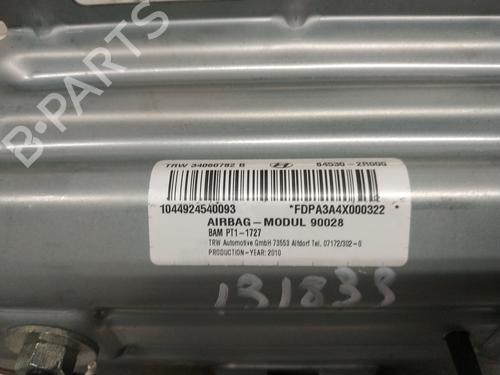 B-PARTS
TRW 34060782 B 84530-2R000
1044924540093 *FDPA3A4X000322 *
AIRBAG-MODUL 90028
BAM PT1-1727
TRW Automotive GmbH 73553 Alfdorf Tel. 07172/302-0
PRODUCTION-YEAR: 2010
131833